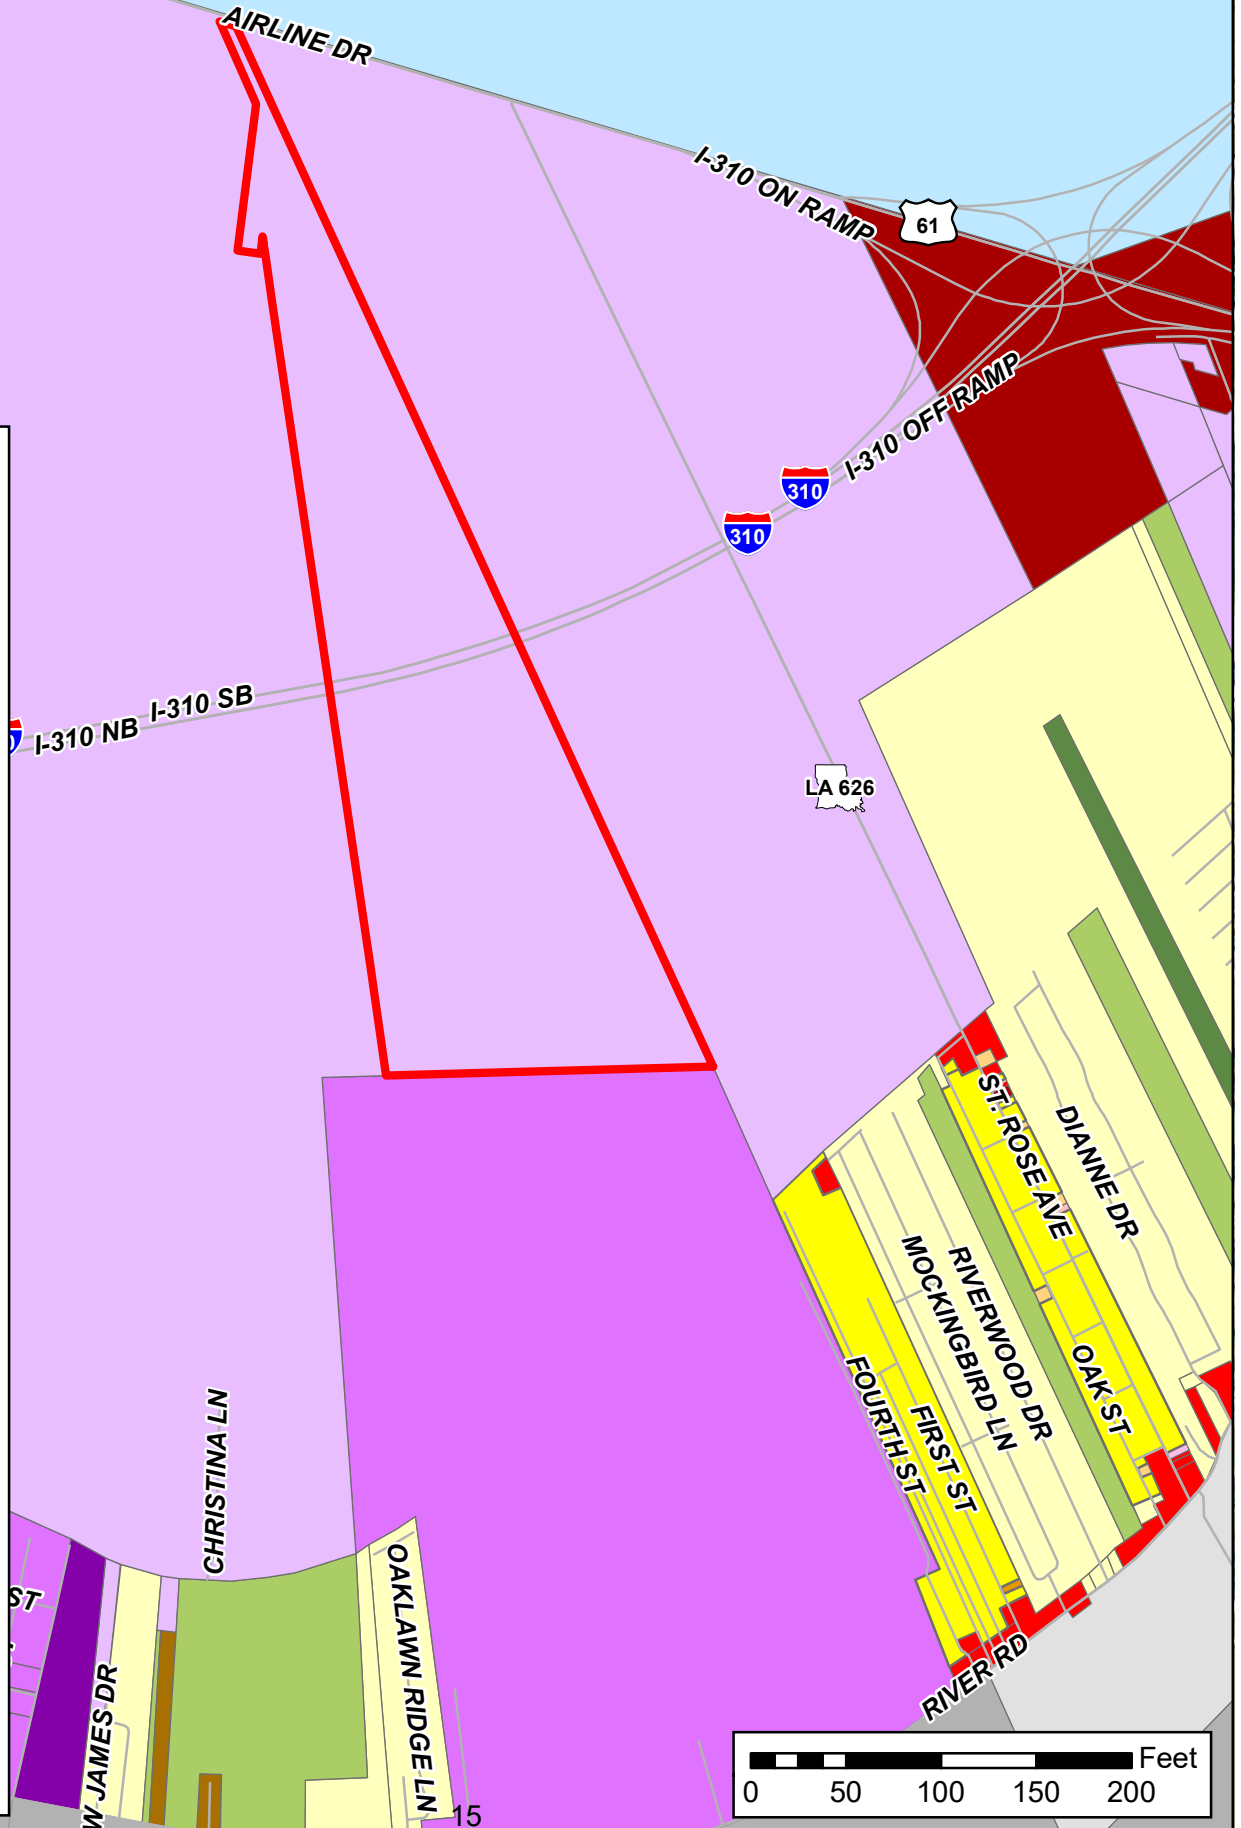 AIRLINE DR
I-310 ON RAMP
61
I-310 OFF RAMP
310
310
I-310 SB
I-310 NB
LA 626
ST. ROSE AVE
DIANNE DR
RIVERWOOD DR
MOCKINGBIRD LN
OAK ST
FOURTH ST
FIRST ST
CHRISTINA LN
OAKLAWN RIDGE LN
ST
W JAMES DR
RIVER RD
Feet
0 50 100 150 200
15